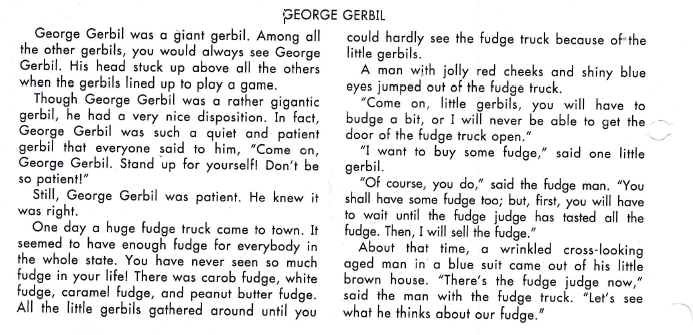 GEORGE GERBIL
George Gerbil was a giant gerbil. Among all
the other gerbils, you would always see George
Gerbil. His head stuck up above all the others
when the gerbils lined up to play a game.
Though George Gerbil was a rather gigantic
gerbil, he had a very nice disposition. In fact,
George Gerbil was such a quiet and patient
gerbil that everyone said to him, "Come on,
George Gerbil. Stand up for yourself! Don't be
so patient!"
Still, George Gerbil was patient. He knew it
was right.
One day a huge fudge truck came to town. It
seemed to have enough fudge for everybody in
the whole state. You have never seen so much
fudge in your life! There was carob fudge, white
fudge, caramel fudge, and peanut butter fudge.
All the little gerbils gathered around until you
could hardly see the fudge truck because of the
little gerbils.
A man with jolly red cheeks and shiny blue
eyes jumped out of the fudge truck.
"Come on, little gerbils, you will have to
budge a bit, or I will never be able to get the
door of the fudge truck open."
"I want to buy some fudge," said one little
gerbil.
"Of course, you do," said the fudge man. "You
shall have some fudge too; but, first, you will have
to wait until the fudge judge has tasted all the
fudge. Then, I will sell the fudge."
About that time, a wrinkled cross-looking
aged man in a blue suit came out of his little
brown house. "There's the fudge judge now,"
said the man with the fudge truck. "Let's see
what he thinks about our fudge."